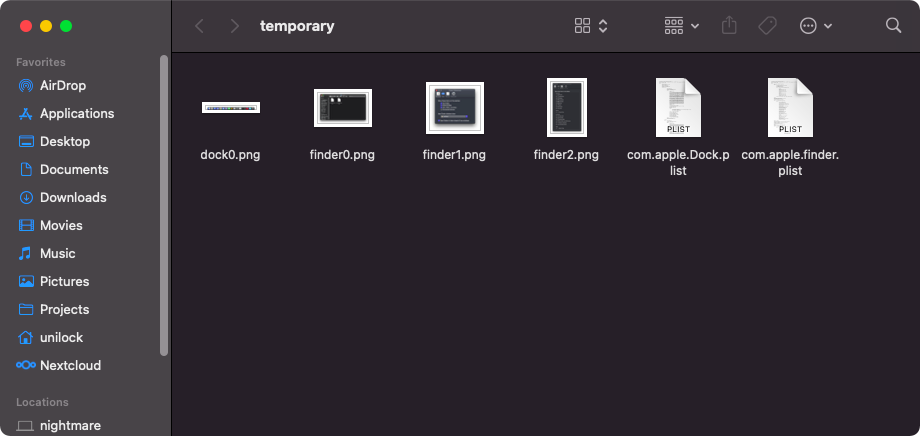 temporary
Favorites
AirDrop
Applications
Desktop
Documents
Downloads
Movies
Music
Pictures
Projects
unilock
Nextcloud
Locations
nightmare
dock0.png
finder0.png
finder1.png
finder2.png
PLIST
com.apple.Dock.p
list
PLIST
com.apple.finder.
plist